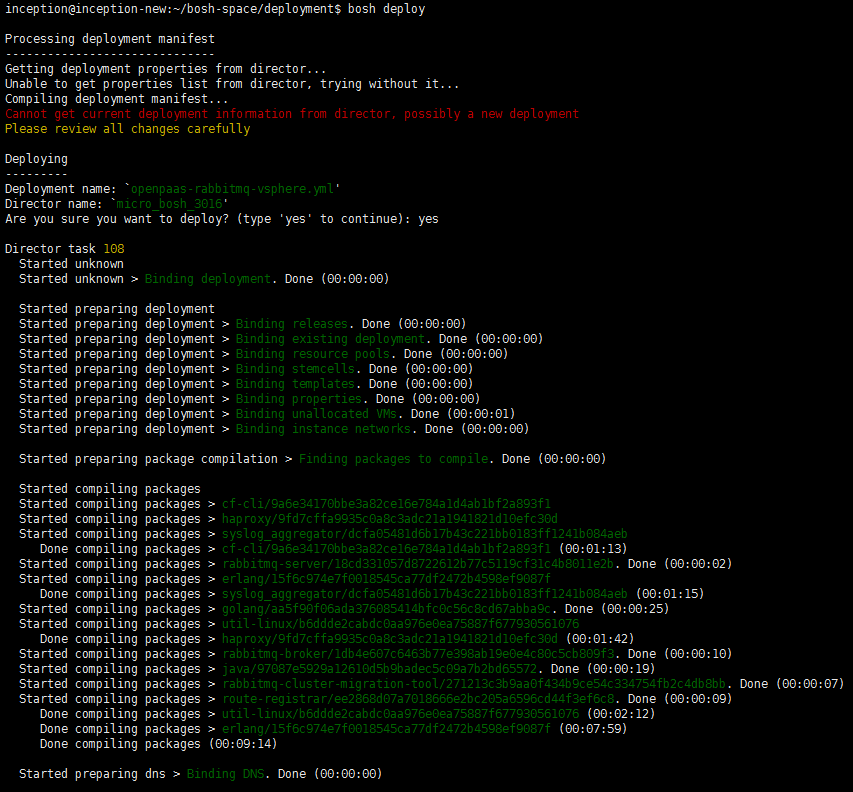 inception@inception-new:~/bosh-space/deployment$ bosh deploy

Processing deployment manifest
------------------------------
Getting deployment properties from director...
Unable to get properties list from director, trying without it...
Compiling deployment manifest...
Cannot get current deployment information from director, possibly a new deployment
Please review all changes carefully

Deploying
---------
Deployment name: `openpaas-rabbitmq-vsphere.yml'
Director name: `micro_bosh_3016'
Are you sure you want to deploy? (type 'yes' to continue): yes

Director task 108
  Started unknown
  Started unknown > Binding deployment. Done (00:00:00)

  Started preparing deployment
  Started preparing deployment > Binding releases. Done (00:00:00)
  Started preparing deployment > Binding existing deployment. Done (00:00:00)
  Started preparing deployment > Binding resource pools. Done (00:00:00)
  Started preparing deployment > Binding stemcells. Done (00:00:00)
  Started preparing deployment > Binding templates. Done (00:00:00)
  Started preparing deployment > Binding properties. Done (00:00:00)
  Started preparing deployment > Binding unallocated VMs. Done (00:00:01)
  Started preparing deployment > Binding instance networks. Done (00:00:00)

  Started preparing package compilation > Finding packages to compile. Done (00:00:00)

  Started compiling packages
  Started compiling packages > cf-cli/9a6e34170bbe3a82ce16e784a1d4ab1bf2a893f1
  Started compiling packages > haproxy/9fd7cffa9935c0a8c3adc21a1941821d10efc30d
  Started compiling packages > syslog_aggregator/dcfa05481d6b17b43c221bb0183ff1241b084aeb
     Done compiling packages > cf-cli/9a6e34170bbe3a82ce16e784a1d4ab1bf2a893f1 (00:01:13)
  Started compiling packages > rabbitmq-server/18cd331057d8722612b77c5119cf31c4b8011e2b. Done (00:00:02)
  Started compiling packages > erlang/15f6c974e7f0018545ca77df2472b4598ef9087f
     Done compiling packages > syslog_aggregator/dcfa05481d6b17b43c221bb0183ff1241b084aeb (00:01:15)
  Started compiling packages > golang/aa5f90f06ada376085414bfc0c56c8cd67abba9c. Done (00:00:25)
  Started compiling packages > util-linux/b6ddde2cabdc0aa976e0ea75887f677930561076
     Done compiling packages > haproxy/9fd7cffa9935c0a8c3adc21a1941821d10efc30d (00:01:42)
  Started compiling packages > rabbitmq-broker/1db4e607c6463b77e398ab19e0e4c80c5cb809f3. Done (00:00:10)
  Started compiling packages > java/97087e5929a12610d5b9badec5c09a7b2bd65572. Done (00:00:19)
  Started compiling packages > rabbitmq-cluster-migration-tool/271213c3b9aa0f434b9ce54c334754fb2c4db8bb. Done (00:00:07)
  Started compiling packages > route-registrar/ee2868d07a7018666e2bc205a6596cd44f3ef6c8. Done (00:00:09)
     Done compiling packages > util-linux/b6ddde2cabdc0aa976e0ea75887f677930561076 (00:02:12)
     Done compiling packages > erlang/15f6c974e7f0018545ca77df2472b4598ef9087f (00:07:59)
     Done compiling packages (00:09:14)

  Started preparing dns > Binding DNS. Done (00:00:00)